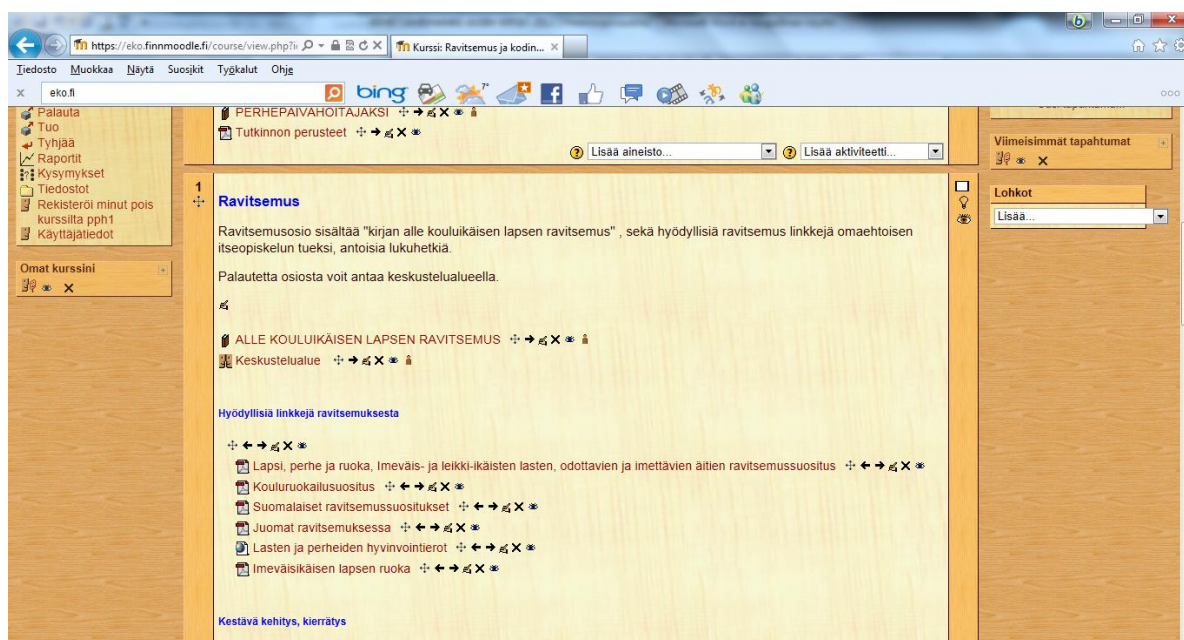 https://eko.finnmoodle.fi/course/view.php?i
Kurssi: Ravitsemus ja kodin...
Tiedosto Muokkaa Näytä Suosikit Työkalut Ohje
eko.fi
bing
7°
Palauta
Tuo
Tyhjää
Raportit
Kysymykset
Tiedostot
Rekisteröi minut pois
kurssilta pph1
Käyttäjätiedot
Omat kurssini
PERHEPÄIVÄHOITAJAKSI
Tutkinnon perusteet
Lisää aineisto...
Lisää aktiviteetti...
1
Ravitsemus
Ravitsemusosio sisältää "kirjan alle kouluikäisen lapsen ravitsemus" , sekä hyödyllisiä ravitsemus linkkejä omaehtoisen
itseopiskelun tueksi, antoisia lukuhetkiä.
Palautetta osiosta voit antaa keskustelualueella.
ALLE KOULUIKÄISEN LAPSEN RAVITSEMUS
Keskustelualue
Hyödyllisiä linkkejä ravitsemuksesta
Lapsi, perhe ja ruoka, Imeväis- ja leikki-ikäisten lasten, odottavien ja imettävien äitien ravitsemussuositus
Kouluruokailusuositus
Suomalaiset ravitsemussuositukset
Juomat ravitsemuksessa
Lasten ja perheiden hyvinvointierot
Imeväisikäisen lapsen ruoka
Kestävä kehitys, kierrätys
Viimeisimmät tapahtumat
Lohkot
Lisää...